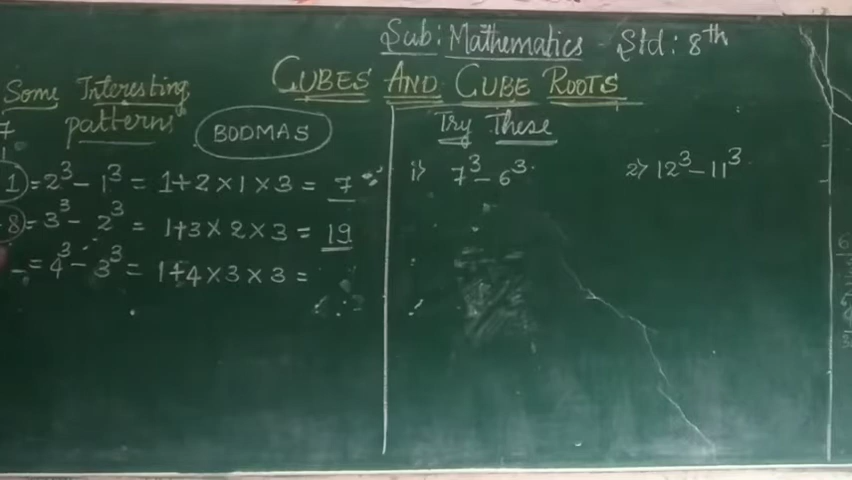 Sub: Mathematics - Std: 8th
CUBES AND CUBE ROOTS
Some Interesting
patterns
BODMAS
7
1 = 2³ - 1³ = 1+2×1×3 = 7
8 = 3³ - 2³ = 1+3×2×3 = 19
= 4³ - 3³ = 1+4×3×3 =
Try These
1) 7³ - 6³
2) 12³ - 11³